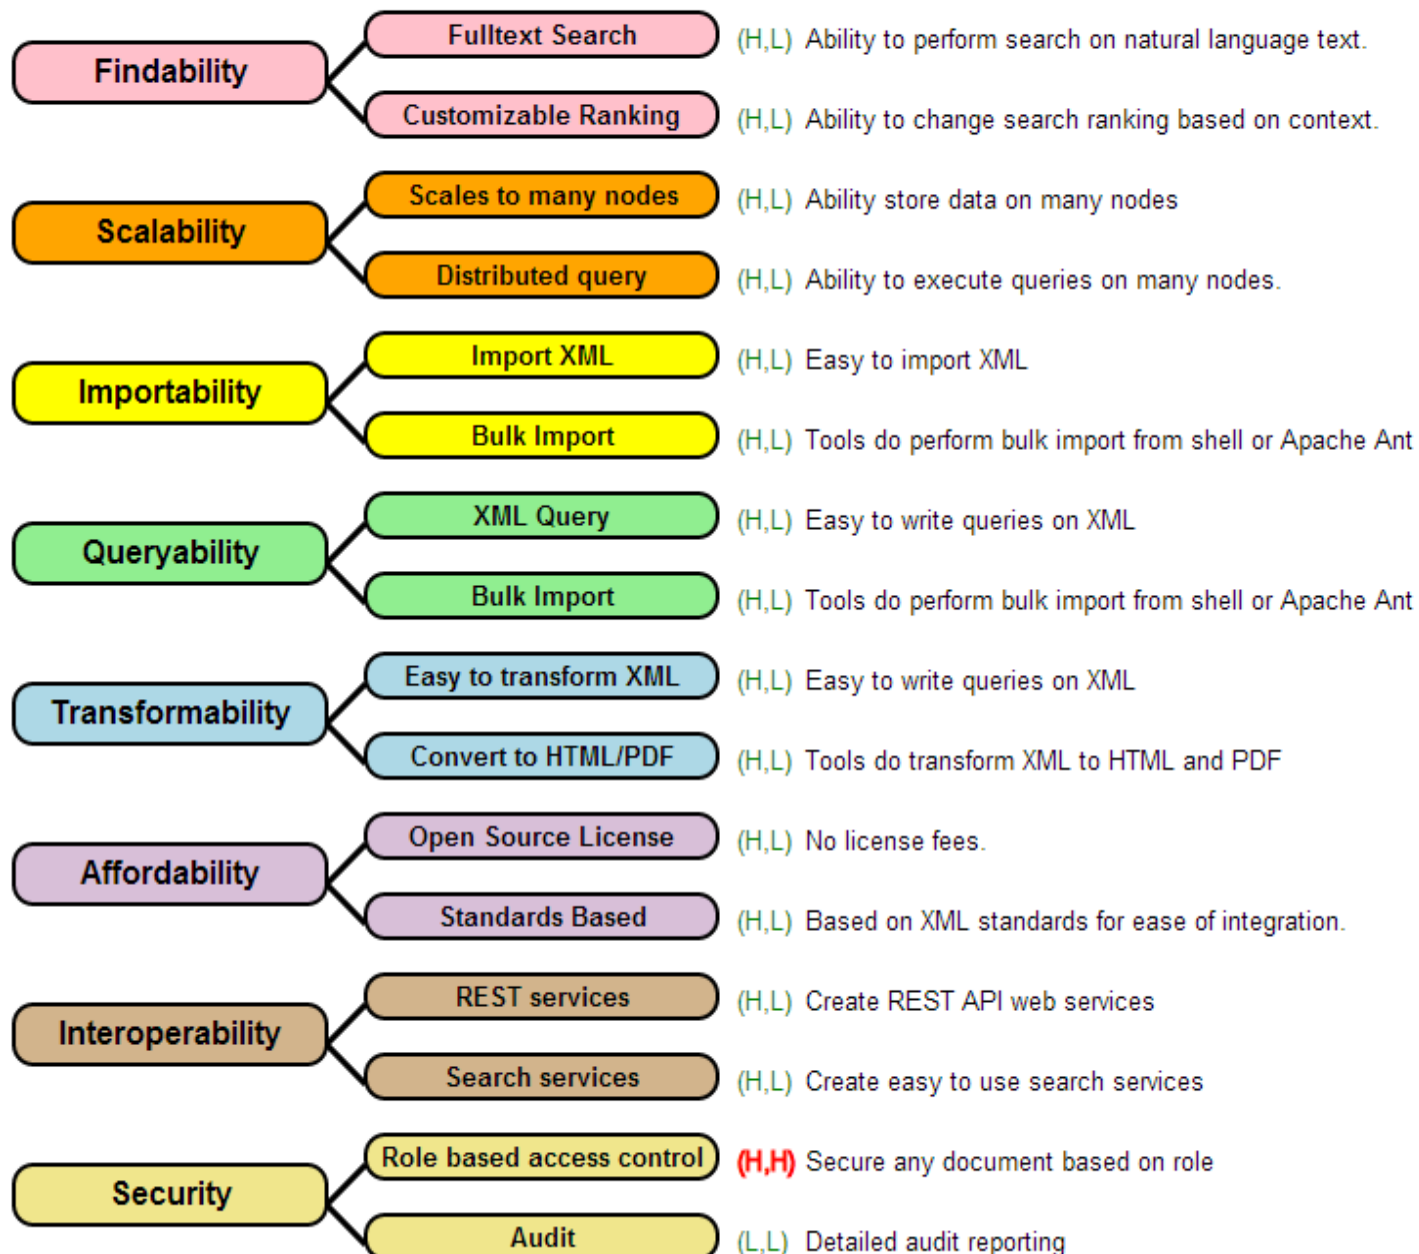 Findability
Fulltext Search
(H,L) Ability to perform search on natural language text.
Customizable Ranking
(H,L) Ability to change search ranking based on context.
Scalability
Scales to many nodes
(H,L) Ability store data on many nodes
Distributed query
(H,L) Ability to execute queries on many nodes.
Importability
Import XML
(H,L) Easy to import XML
Bulk Import
(H,L) Tools do perform bulk import from shell or Apache Ant
Queryability
XML Query
(H,L) Easy to write queries on XML
Bulk Import
(H,L) Tools do perform bulk import from shell or Apache Ant
Transformability
Easy to transform XML
(H,L) Easy to write queries on XML
Convert to HTML/PDF
(H,L) Tools do transform XML to HTML and PDF
Affordability
Open Source License
(H,L) No license fees.
Standards Based
(H,L) Based on XML standards for ease of integration.
Interoperability
REST services
(H,L) Create REST API web services
Search services
(H,L) Create easy to use search services
Security
Role based access control
(H,H) Secure any document based on role
Audit
(L,L) Detailed audit reporting